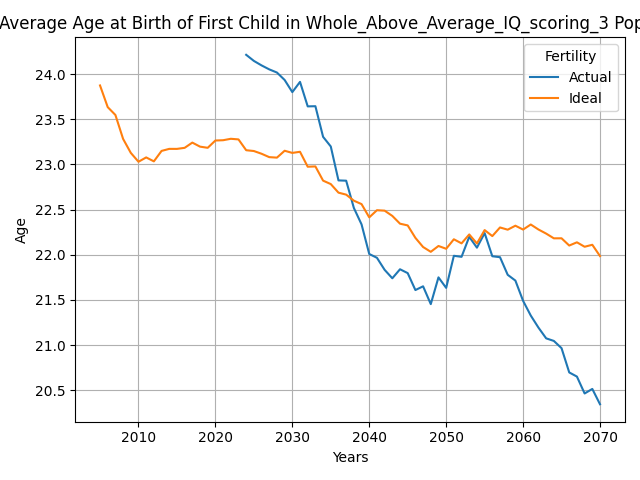 Average Age at Birth of First Child in Whole_Above_Average_IQ_scoring_3 Pop
Fertility
Actual
Ideal
24.0
23.5
23.0
22.5
22.0
21.5
21.0
20.5
Age
2010 2020 2030 2040 2050 2060 2070
Years